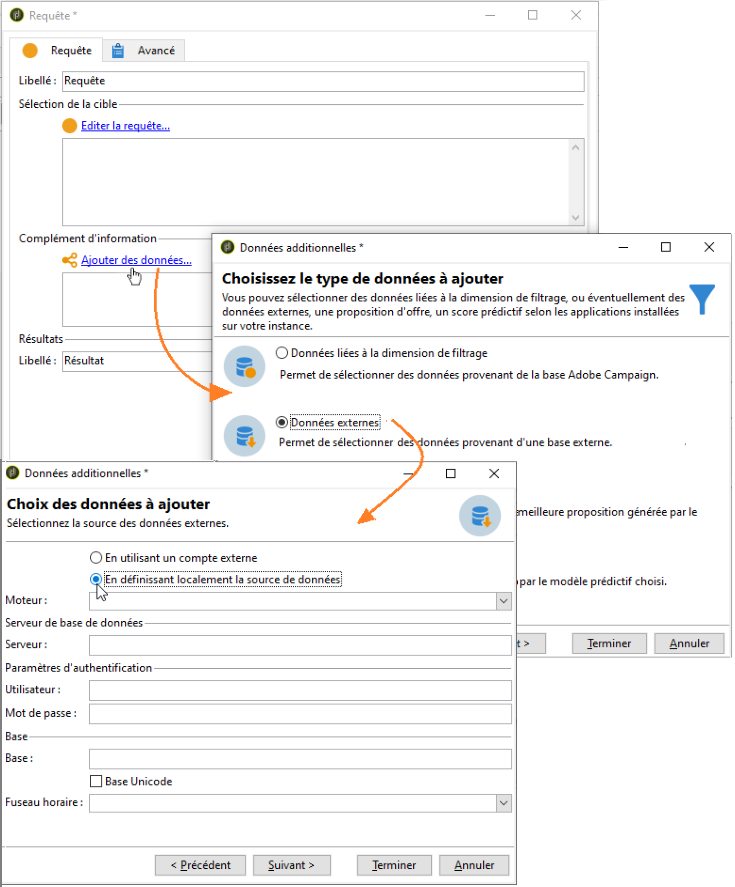 Requête *
Requête
Avancé
Libellé : Requête
Sélection de la cible
Editer la requête...
Complément d'information
Ajouter des données...
Résultats
Libellé : Résultat
Données additionnelles *
Choisissez le type de données à ajouter
Vous pouvez sélectionner des données liées à la dimension de filtrage, ou éventuellement des
données externes, une proposition d'offre, un score prédictif selon les applications installées
sur votre instance.
Données liées à la dimension de filtrage
Permet de sélectionner des données provenant de la base Adobe Campaign.
Données externes
Permet de sélectionner des données provenant d'une base externe.
meilleure proposition générée par le
par le modèle prédictif choisi.
t >
Terminer
Annuler
Données additionnelles *
Choix des données à ajouter
Sélectionnez la source des données externes.
En utilisant un compte externe
En définissant localement la source de données
Moteur :
Serveur de base de données
Serveur :
Paramètres d'authentification
Utilisateur :
Mot de passe :
Base
Base :
Base Unicode
Fuseau horaire :
< Précédent
Suivant >
Terminer
Annuler